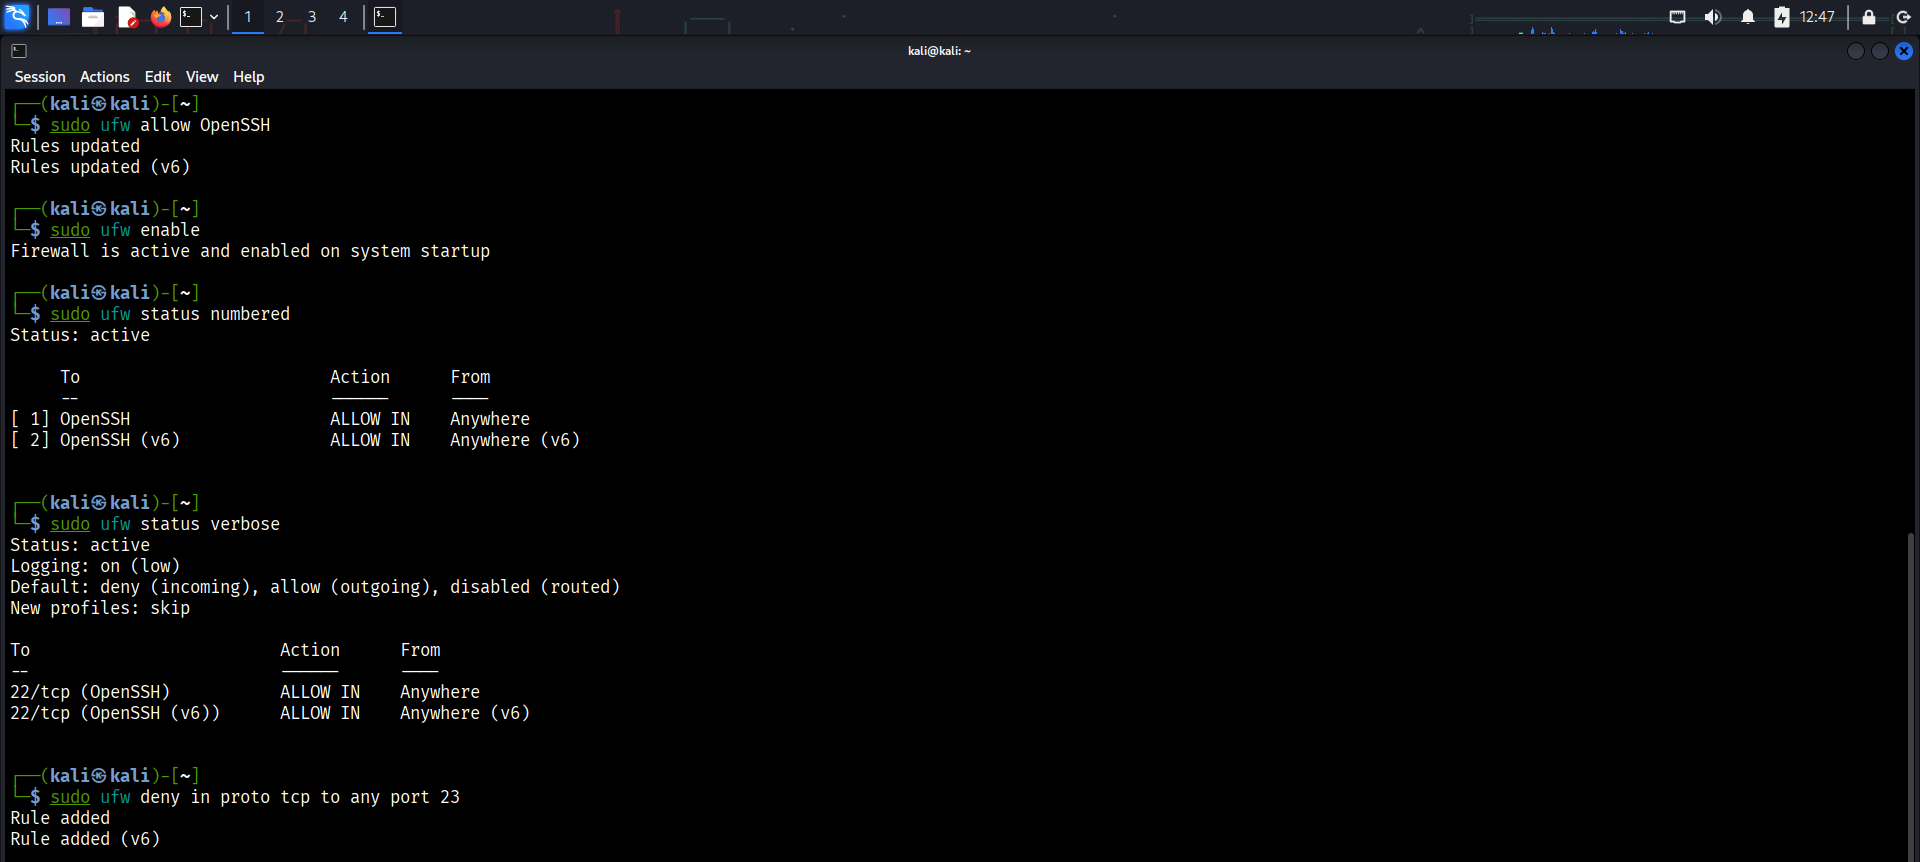 1 2 3 4 12:47
kali@kali: ~
Session Actions Edit View Help
┌──(kali㉿kali)-[~]
└─$ sudo ufw allow OpenSSH
Rules updated
Rules updated (v6)
┌──(kali㉿kali)-[~]
└─$ sudo ufw enable
Firewall is active and enabled on system startup
┌──(kali㉿kali)-[~]
└─$ sudo ufw status numbered
Status: active
To Action From
-- ------ ----
[ 1] OpenSSH ALLOW IN Anywhere
[ 2] OpenSSH (v6) ALLOW IN Anywhere (v6)
┌──(kali㉿kali)-[~]
└─$ sudo ufw status verbose
Status: active
Logging: on (low)
Default: deny (incoming), allow (outgoing), disabled (routed)
New profiles: skip
To Action From
-- ------ ----
22/tcp (OpenSSH) ALLOW IN Anywhere
22/tcp (OpenSSH (v6)) ALLOW IN Anywhere (v6)
┌──(kali㉿kali)-[~]
└─$ sudo ufw deny in proto tcp to any port 23
Rule added
Rule added (v6)